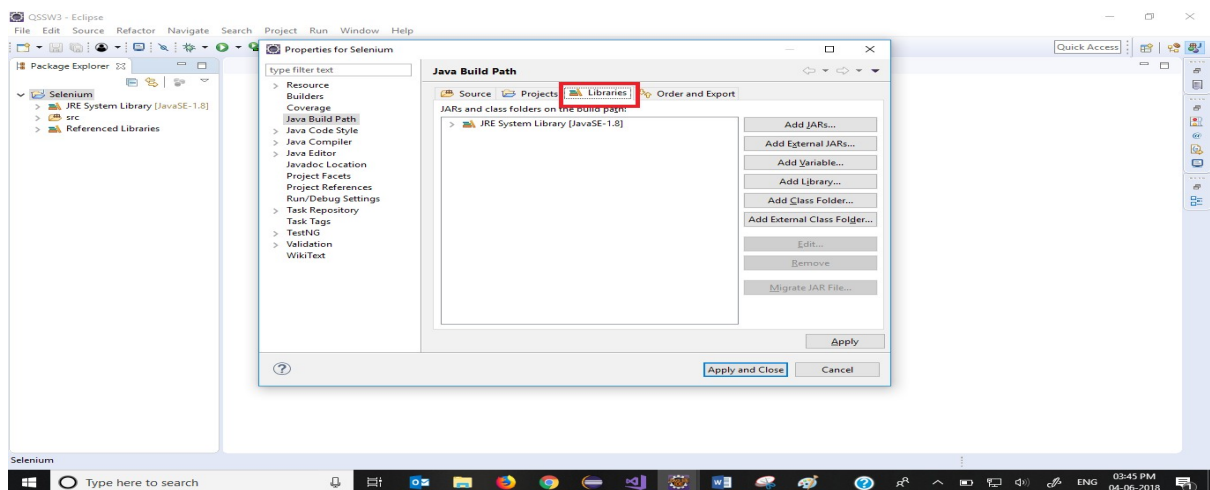 QSSW3 - Eclipse
File Edit Source Refactor Navigate Search Project Run Window Help
Quick Access
Package Explorer
Selenium
JRE System Library [JavaSE-1.8]
src
Referenced Libraries
Properties for Selenium
type filter text
Resource
Builders
Coverage
Java Build Path
Java Code Style
Java Compiler
Java Editor
Javadoc Location
Project Facets
Project References
Run/Debug Settings
Task Repository
Task Tags
TestNG
Validation
WikiText
Java Build Path
Source Projects Libraries Order and Export
JARs and class folders on the build path:
JRE System Library [JavaSE-1.8]
Add JARs...
Add External JARs...
Add Variable...
Add Library...
Add Class Folder...
Add External Class Folder...
Edit...
Remove
Migrate JAR File...
Apply
Apply and Close Cancel
Selenium
Type here to search
ENG
03:45 PM
04-06-2018